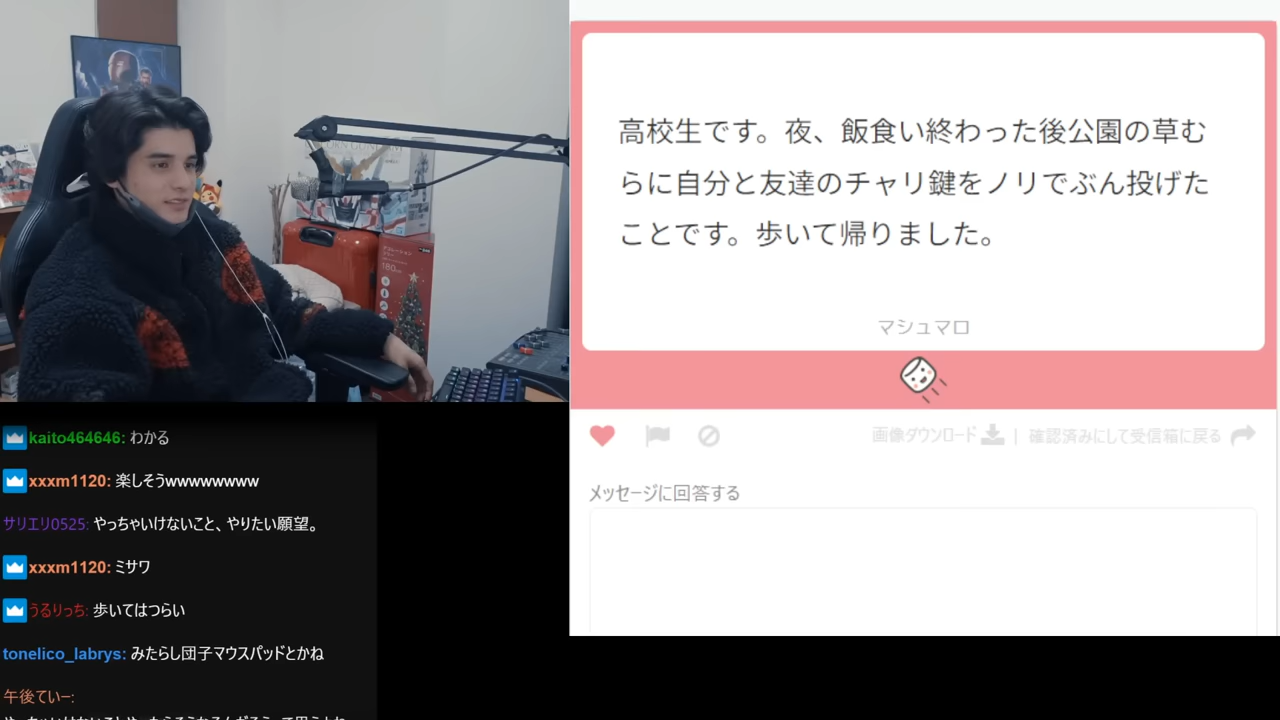 高校生です。夜、飯食い終わった後公園の草む
らに自分と友達のチャリ鍵をノリでぶん投げた
ことです。歩いて帰りました。
マシュマロ
画像ダウンロード | 確認済みにして受信箱に戻る
メッセージに回答する
180cm
kaito464646: わかる
xxxm1120: 楽しそうwwwwwwwww
サリエリ0525: やっちゃいけないこと、やりたい願望。
xxxm1120: ミサワ
うるりっち: 歩いてはつらい
tonelico_labrys: みたらし団子マウスパッドとかね
午後てぃー: